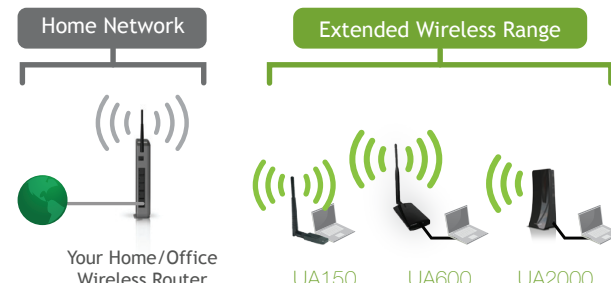 Home Network
Extended Wireless Range
Your Home/Office
Wireless Router
UA150 UA600 UA2000